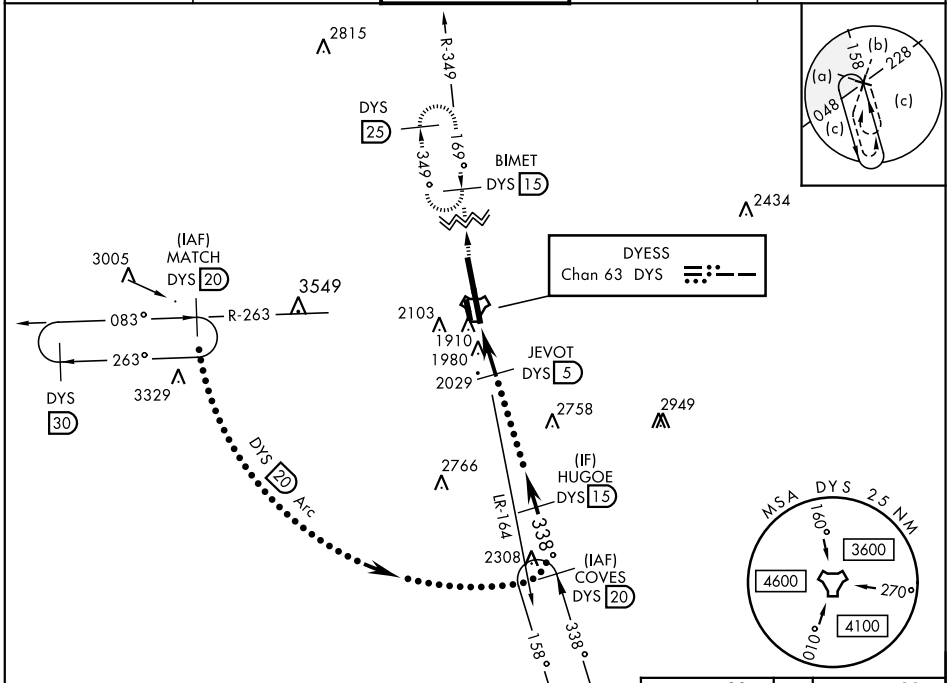 2815
R-349
DYS
25
349°
169°
BIMET
DYS 15
158
(b)
228
(a)
048
(c)
(c)
2434
(IAF)
MATCH
DYS 20
3005
3549
083°
R-263
263°
3329
DYS
30
DYESS
Chan 63 DYS
2103
1910
1980
2029
JEVOT
DYS 5
2758
2949
2766
LR-164
(IF)
HUGOE
DYS 15
338°
DYS 20 Arc
2308
(IAF)
COVES
DYS 20
158°
338°
MSA DYS 25 NM
160°
3600
4600
270°
4100
010°